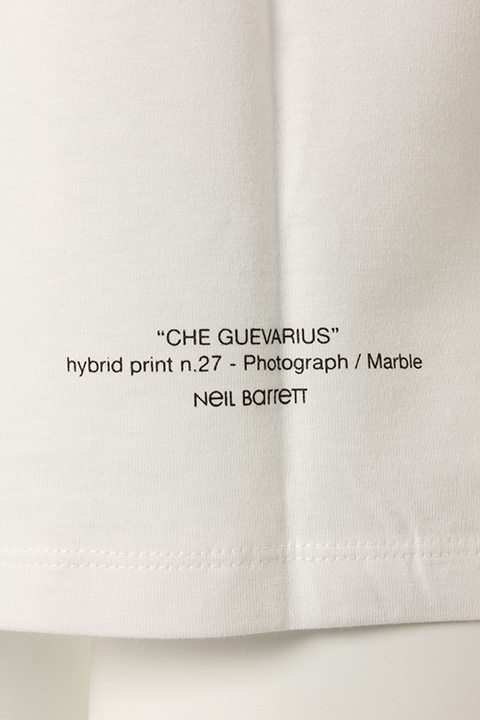 “CHE GUEVARIUS”
hybrid print n.27 - Photograph / Marble
NeIL BarreTT